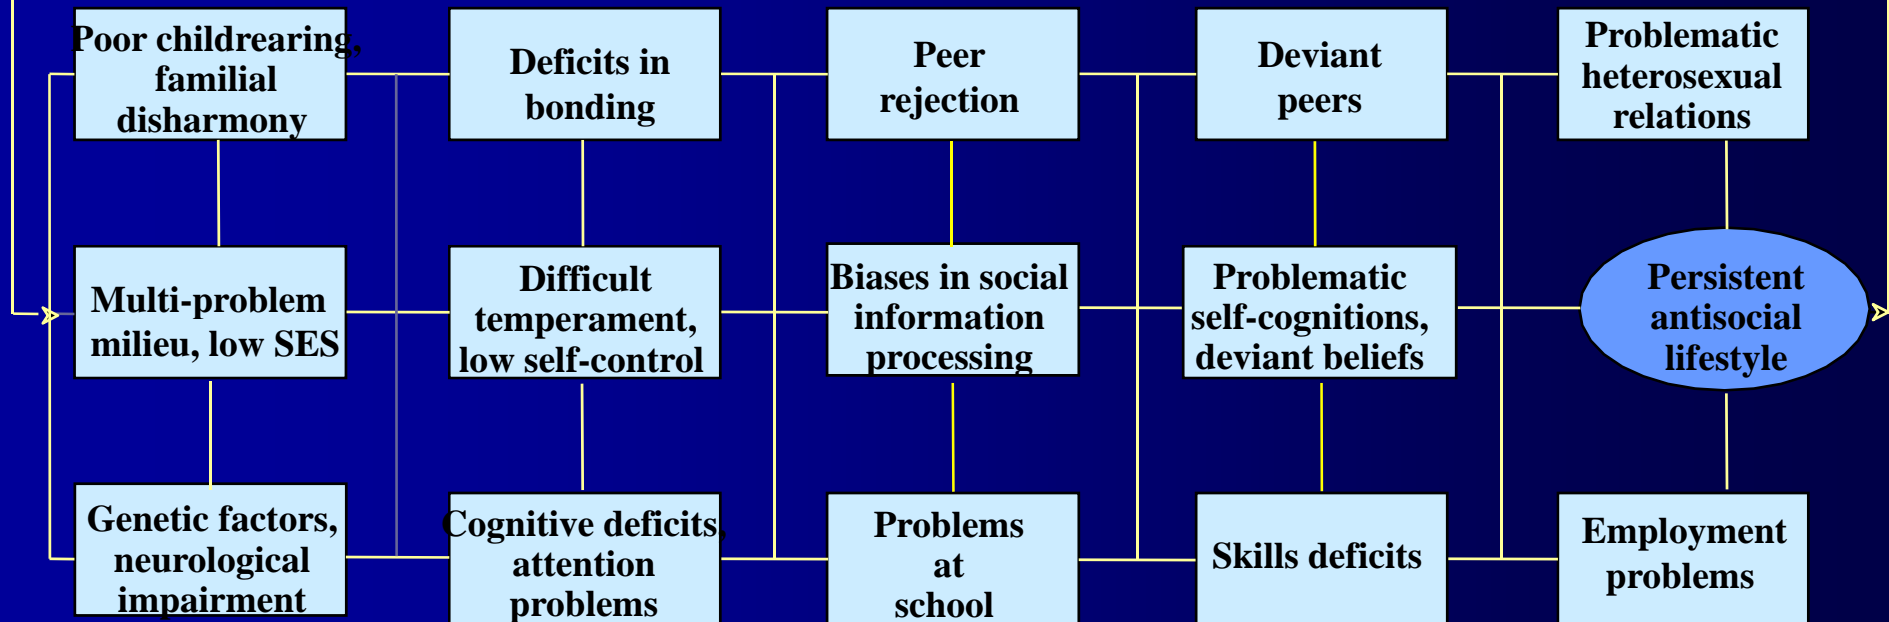 Poor childrearing,
familial
disharmony
Deficits in
bonding
Peer
rejection
Deviant
peers
Problematic
heterosexual
relations
Multi-problem
milieu, low SES
Difficult
temperament,
low self-control
Biases in social
information
processing
Problematic
self-cognitions,
deviant beliefs
Persistent
antisocial
lifestyle
Genetic factors,
neurological
impairment
Cognitive deficits,
attention
problems
Problems
at
school
Skills deficits
Employment
problems